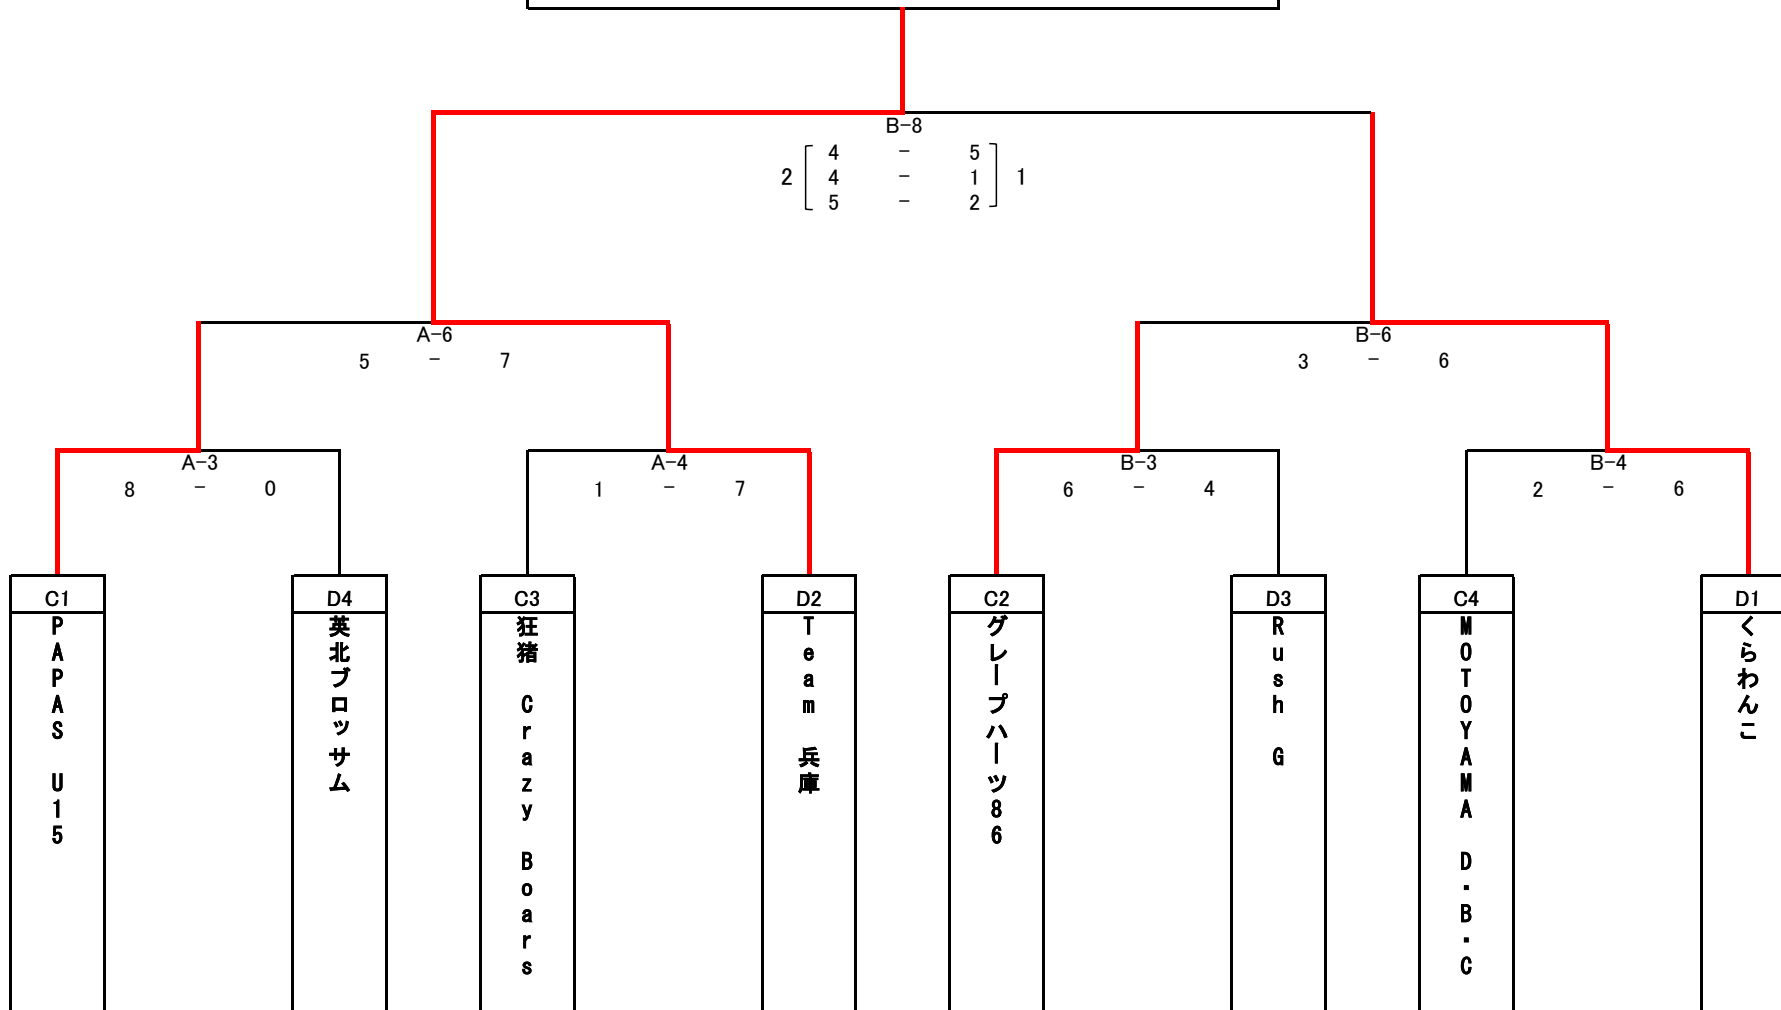 B-8
4 - 5
2 4 - 1 1
5 - 2
A-6
5 - 7
B-6
3 - 6
A-3
8 - 0
A-4
1 - 7
B-3
6 - 4
B-4
2 - 6
C1
PAPAS U15
D4
英北ブロッサム
C3
狂猪 Crazy Boars
D2
Team 兵庫
C2
グレープハーツ86
D3
Rush G
C4
MOTOYAMA D・B・C
D1
くらわんこ